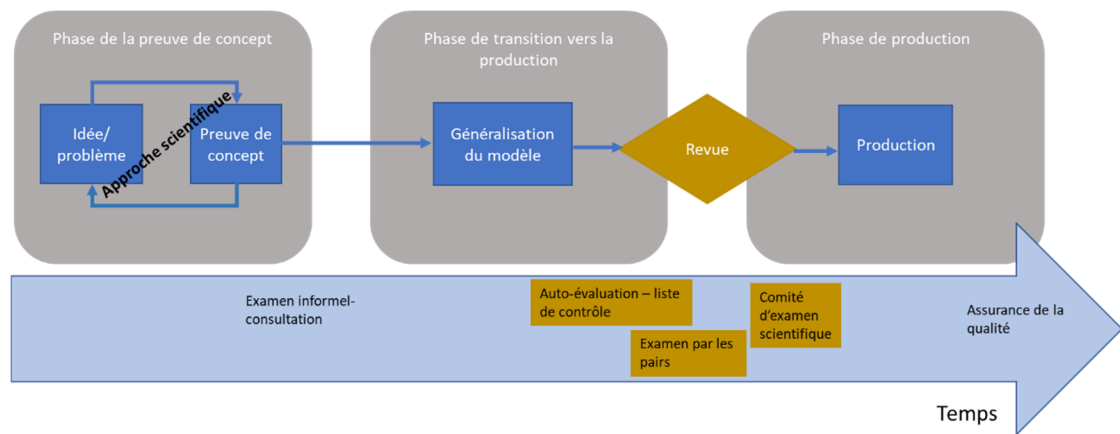 Phase de la preuve de concept
Phase de transition vers la
production
Phase de production
Idée/
problème
Approche scientifique
Preuve de
concept
Généralisation
du modèle
Revue
Production
Examen informel-
consultation
Auto-évaluation – liste
de contrôle
Examen par les
pairs
Comité
d'examen
scientifique
Assurance de la
qualité
Temps